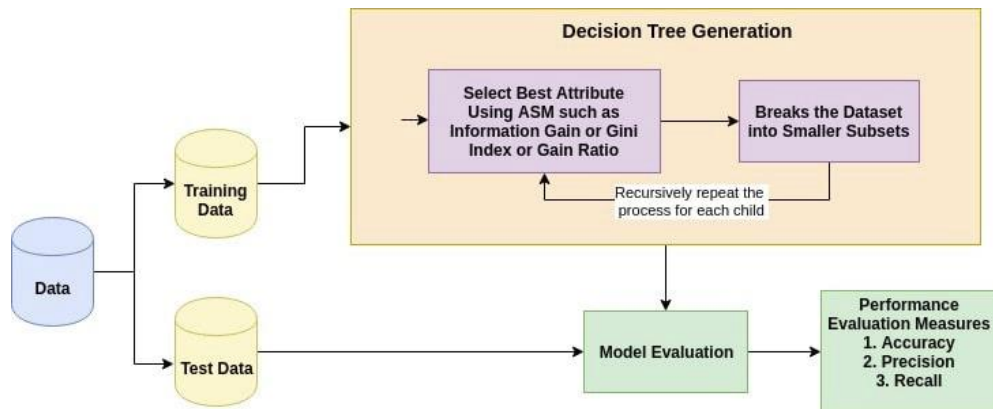 Decision Tree Generation
Select Best Attribute
Using ASM such as
Information Gain or Gini
Index or Gain Ratio
Breaks the Dataset
into Smaller Subsets
Recursively repeat the
process for each child
Training
Data
Data
Test Data
Model Evaluation
Performance
Evaluation Measures
1. Accuracy
2. Precision
3. Recall